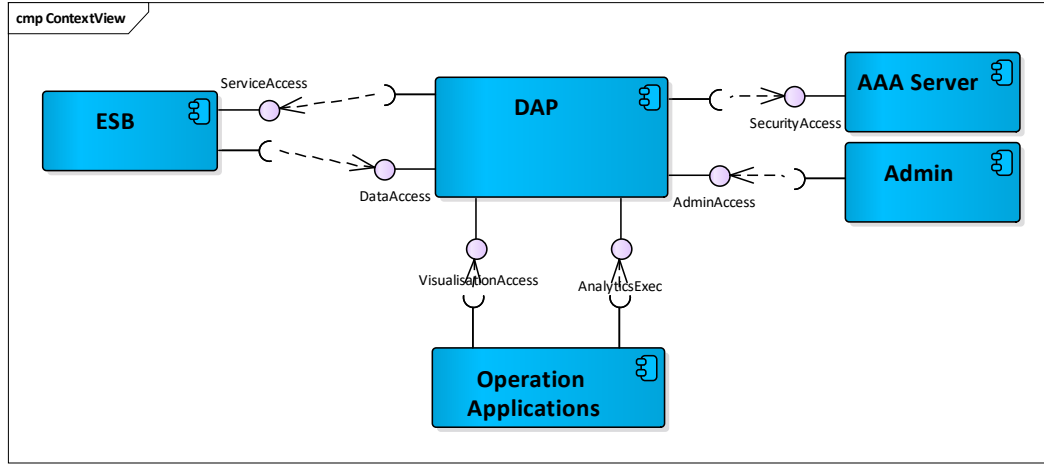 cmp ContextView
ServiceAccess
ESB
DAP
AAA Server
SecurityAccess
DataAccess
AdminAccess
Admin
VisualisationAccess
AnalyticsExec
Operation
Applications